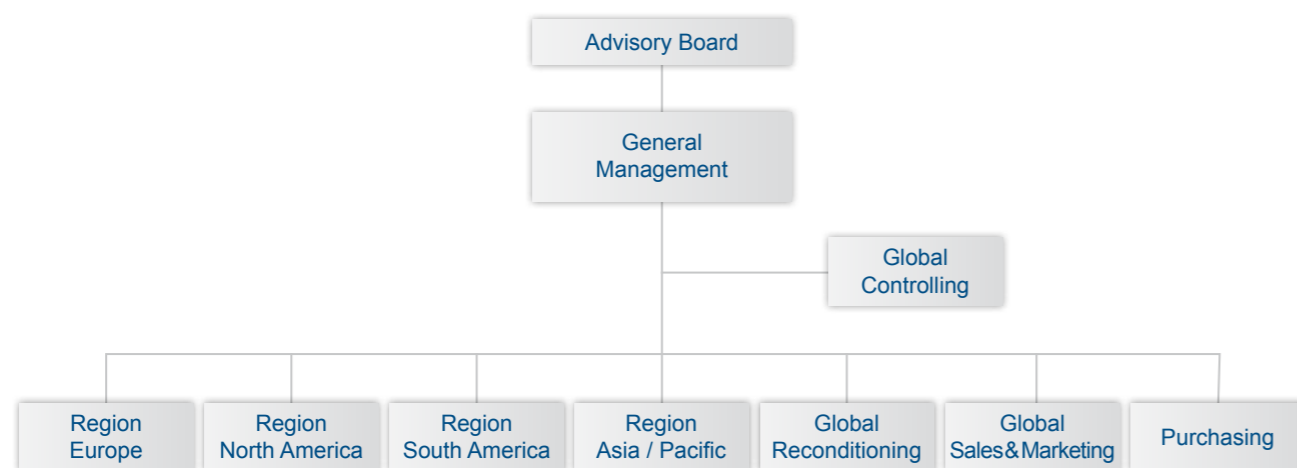 Advisory Board
General
Management
Global
Controlling
Region
Europe
Region
North America
Region
South America
Region
Asia / Pacific
Global
Reconditioning
Global
Sales&Marketing
Purchasing